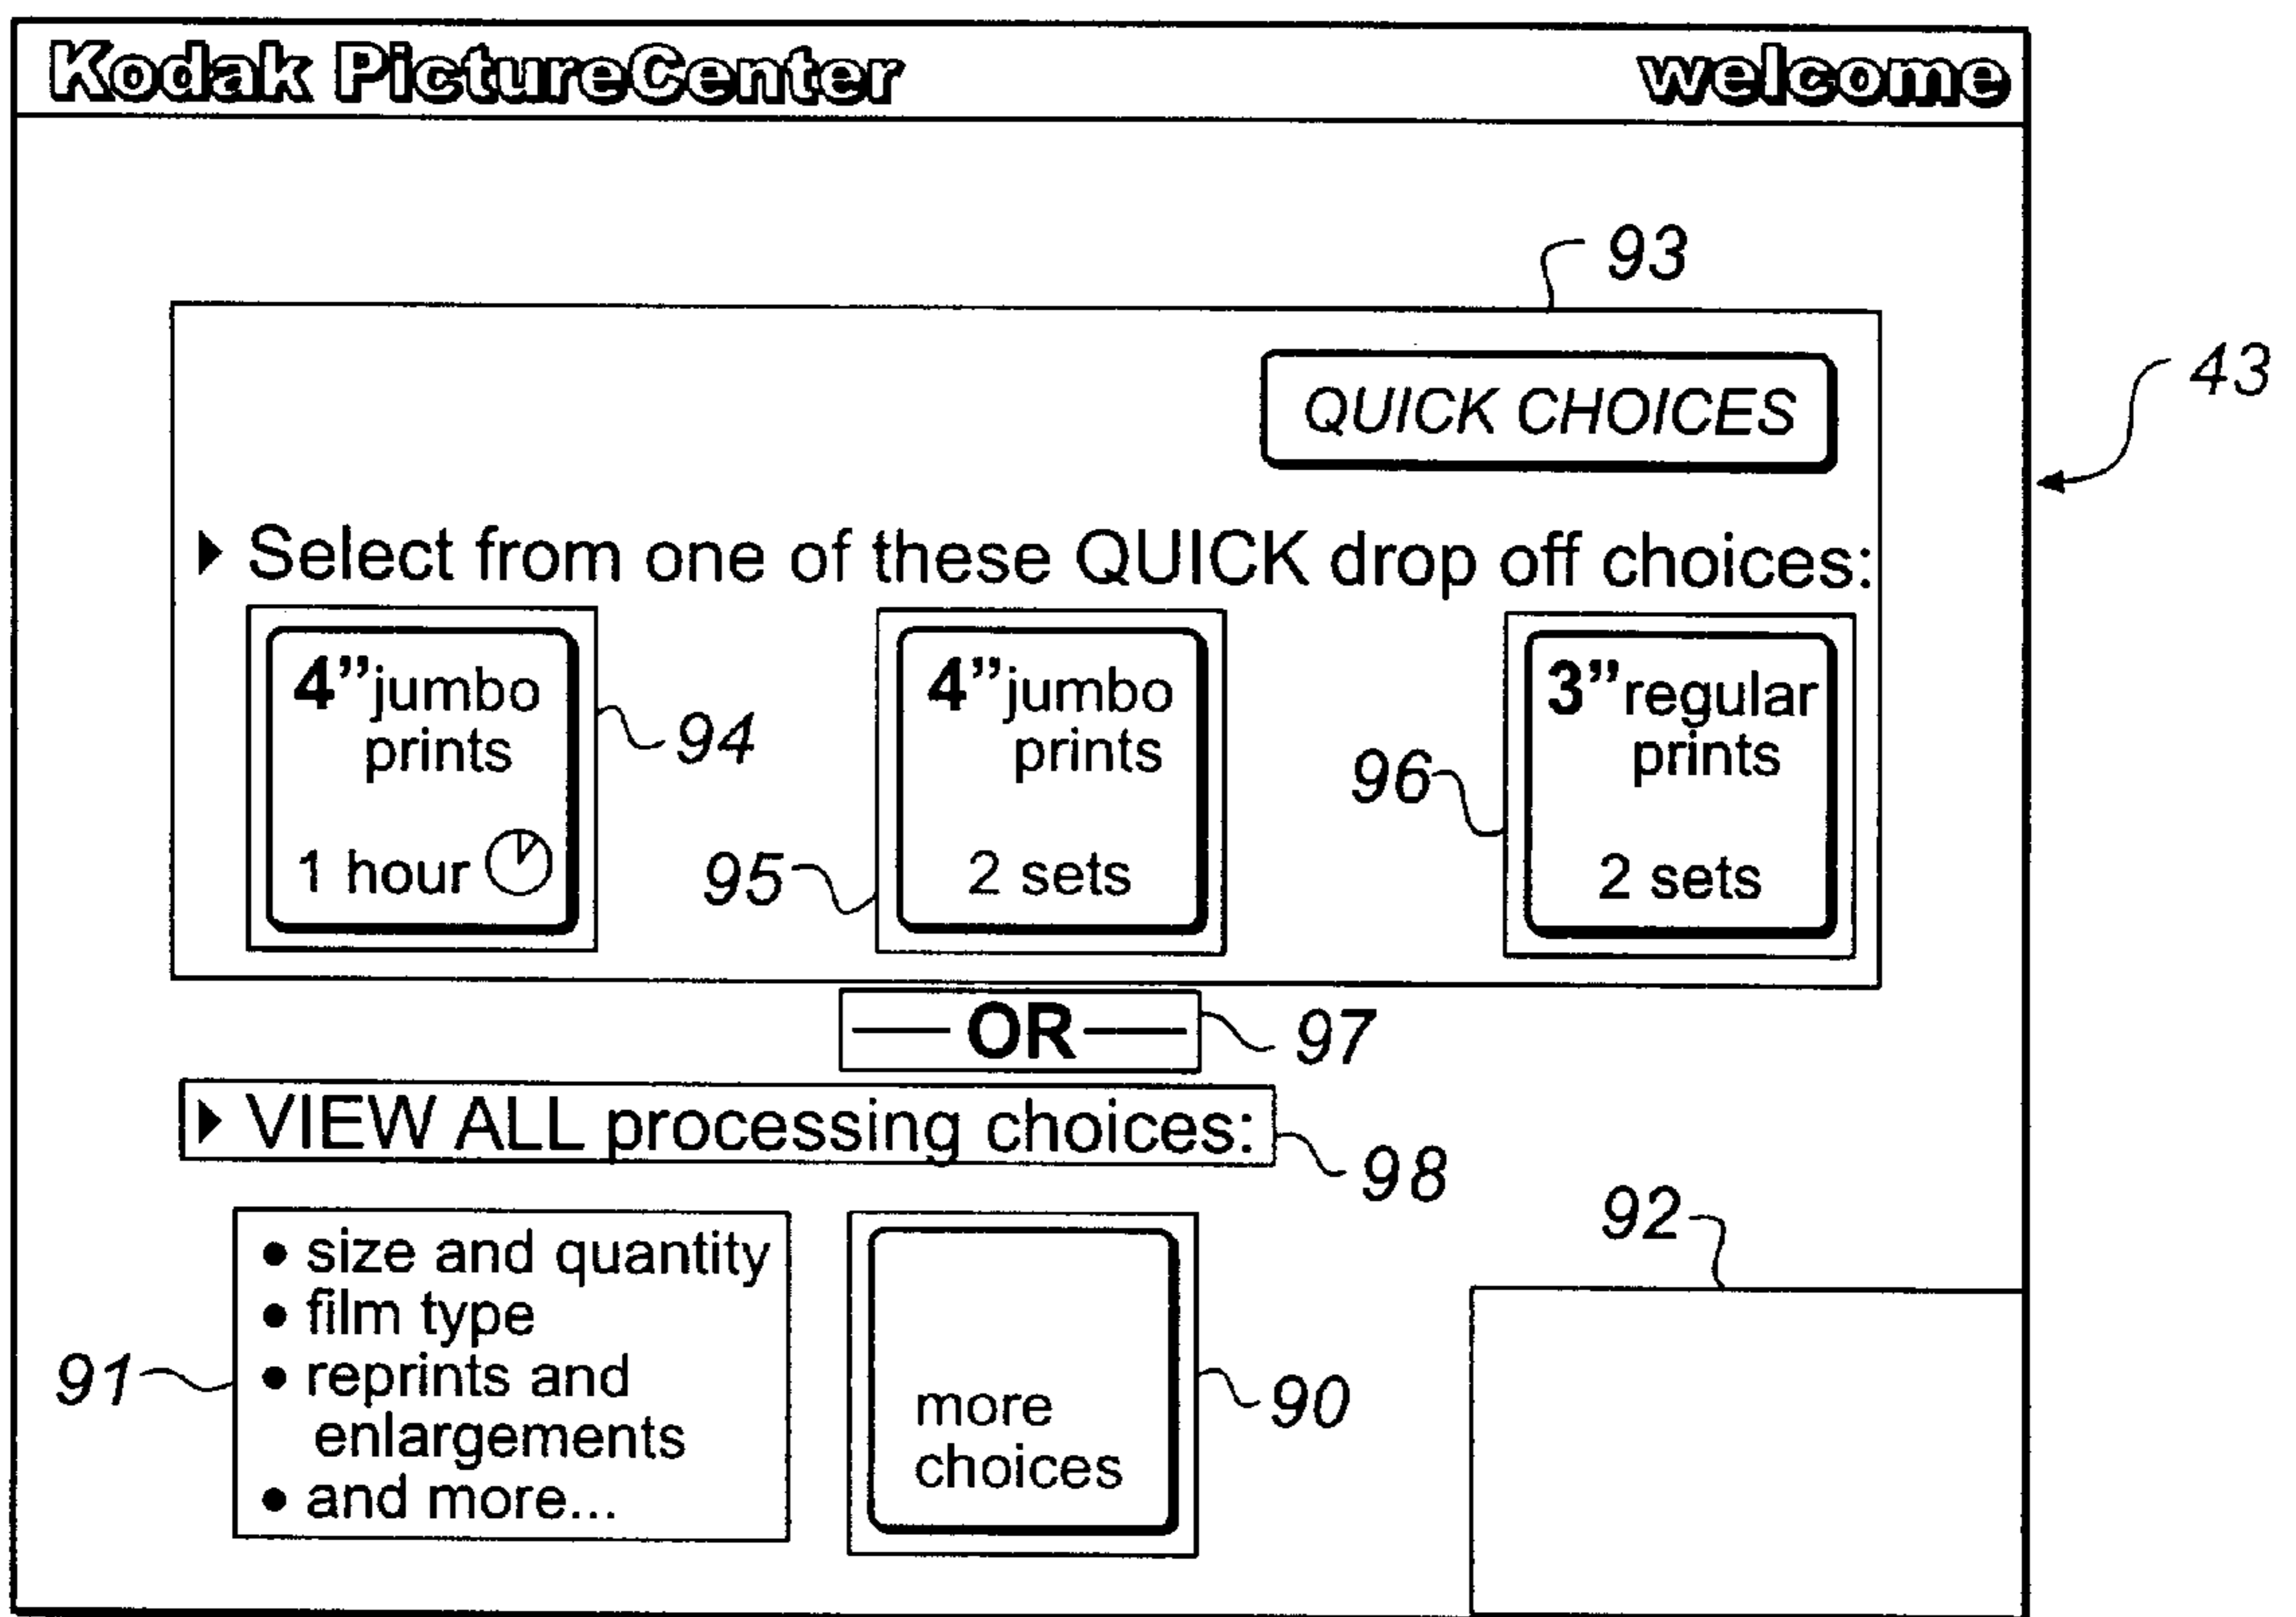 Kodak PictureCenter welcome
93
QUICK CHOICES
43
Select from one of these QUICK drop off choices:
4” jumbo prints
1 hour
94
4” jumbo prints
2 sets
95
3” regular prints
2 sets
96
OR
97
VIEW ALL processing choices:
98
• size and quantity
• film type
• reprints and
enlargements
• and more...
91
more
choices
90
92